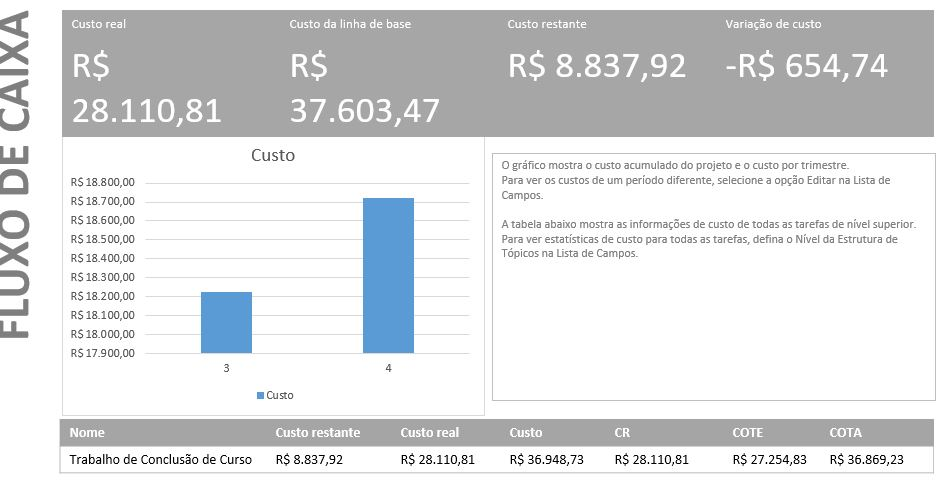 FLUXO DE CAIXA
Custo real
R$
28.110,81
Custo da linha de base
R$
37.603,47
Custo restante
R$ 8.837,92
Variação de custo
-R$ 654,74
Custo
R$ 18.800,00
R$ 18.700,00
R$ 18.600,00
R$ 18.500,00
R$ 18.400,00
R$ 18.300,00
R$ 18.200,00
R$ 18.100,00
R$ 18.000,00
R$ 17.900,00
3 4
Custo
O gráfico mostra o custo acumulado do projeto e o custo por trimestre.
Para ver os custos de um período diferente, selecione a opção Editar na Lista de
Campos.
A tabela abaixo mostra as informações de custo de todas as tarefas de nível superior.
Para ver estatísticas de custo para todas as tarefas, defina o Nível da Estrutura de
Tópicos na Lista de Campos.
Nome Custo restante Custo real Custo CR COTE COTA
Trabalho de Conclusão de Curso R$ 8.837,92 R$ 28.110,81 R$ 36.948,73 R$ 28.110,81 R$ 27.254,83 R$ 36.869,23